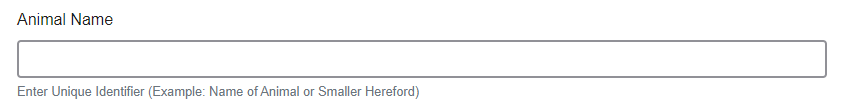 Animal Name
Enter Unique Identifier (Example: Name of Animal or Smaller Hereford)